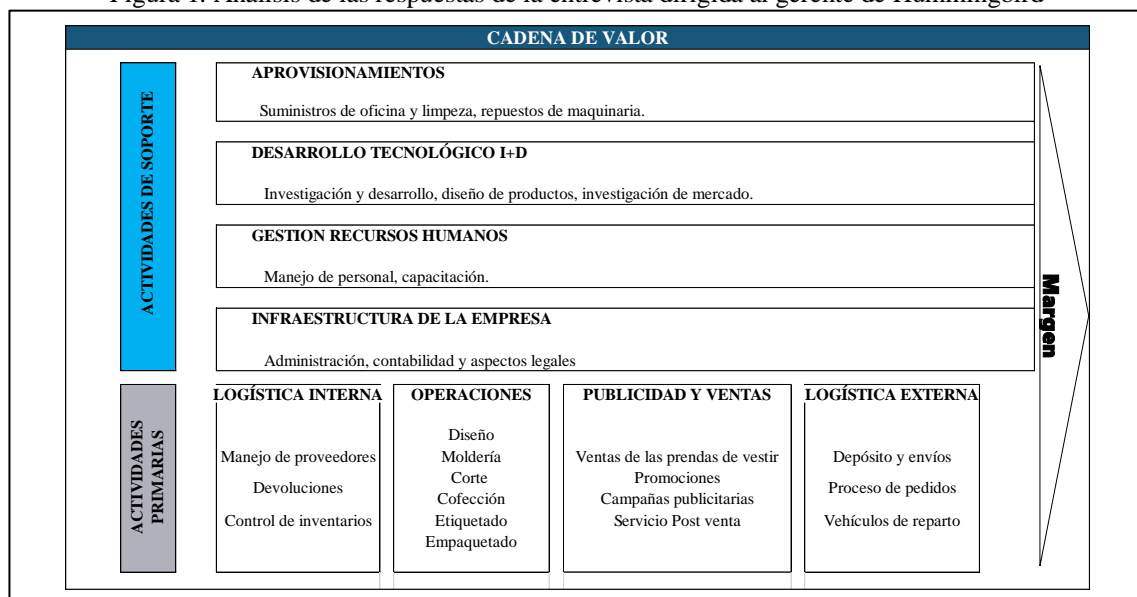 Figura 1. Análisis de las respuestas de la entrevista dirigida al gerente de Hummingbird
CADENA DE VALOR
ACTIVIDADES DE SOPORTE
APROVISIONAMIENTOS
Suministros de oficina y limpeza, repuestos de maquinaria.
DESARROLLO TECNOLÓGICO I+D
Investigación y desarrollo, diseño de productos, investigación de mercado.
GESTION RECURSOS HUMANOS
Manejo de personal, capacitación.
INFRAESTRUCTURA DE LA EMPRESA
Administración, contabilidad y aspectos legales
Margen
ACTIVIDADES
PRIMARIAS
LOGÍSTICA INTERNA
Manejo de proveedores
Devoluciones
Control de inventarios
OPERACIONES
Diseño
Moldería
Corte
Cofección
Etiquetado
Empaquetado
PUBLICIDAD Y VENTAS
Ventas de las prendas de vestir
Promociones
Campañas publicitarias
Servicio Post venta
LOGÍSTICA EXTERNA
Depósito y envíos
Proceso de pedidos
Vehículos de reparto